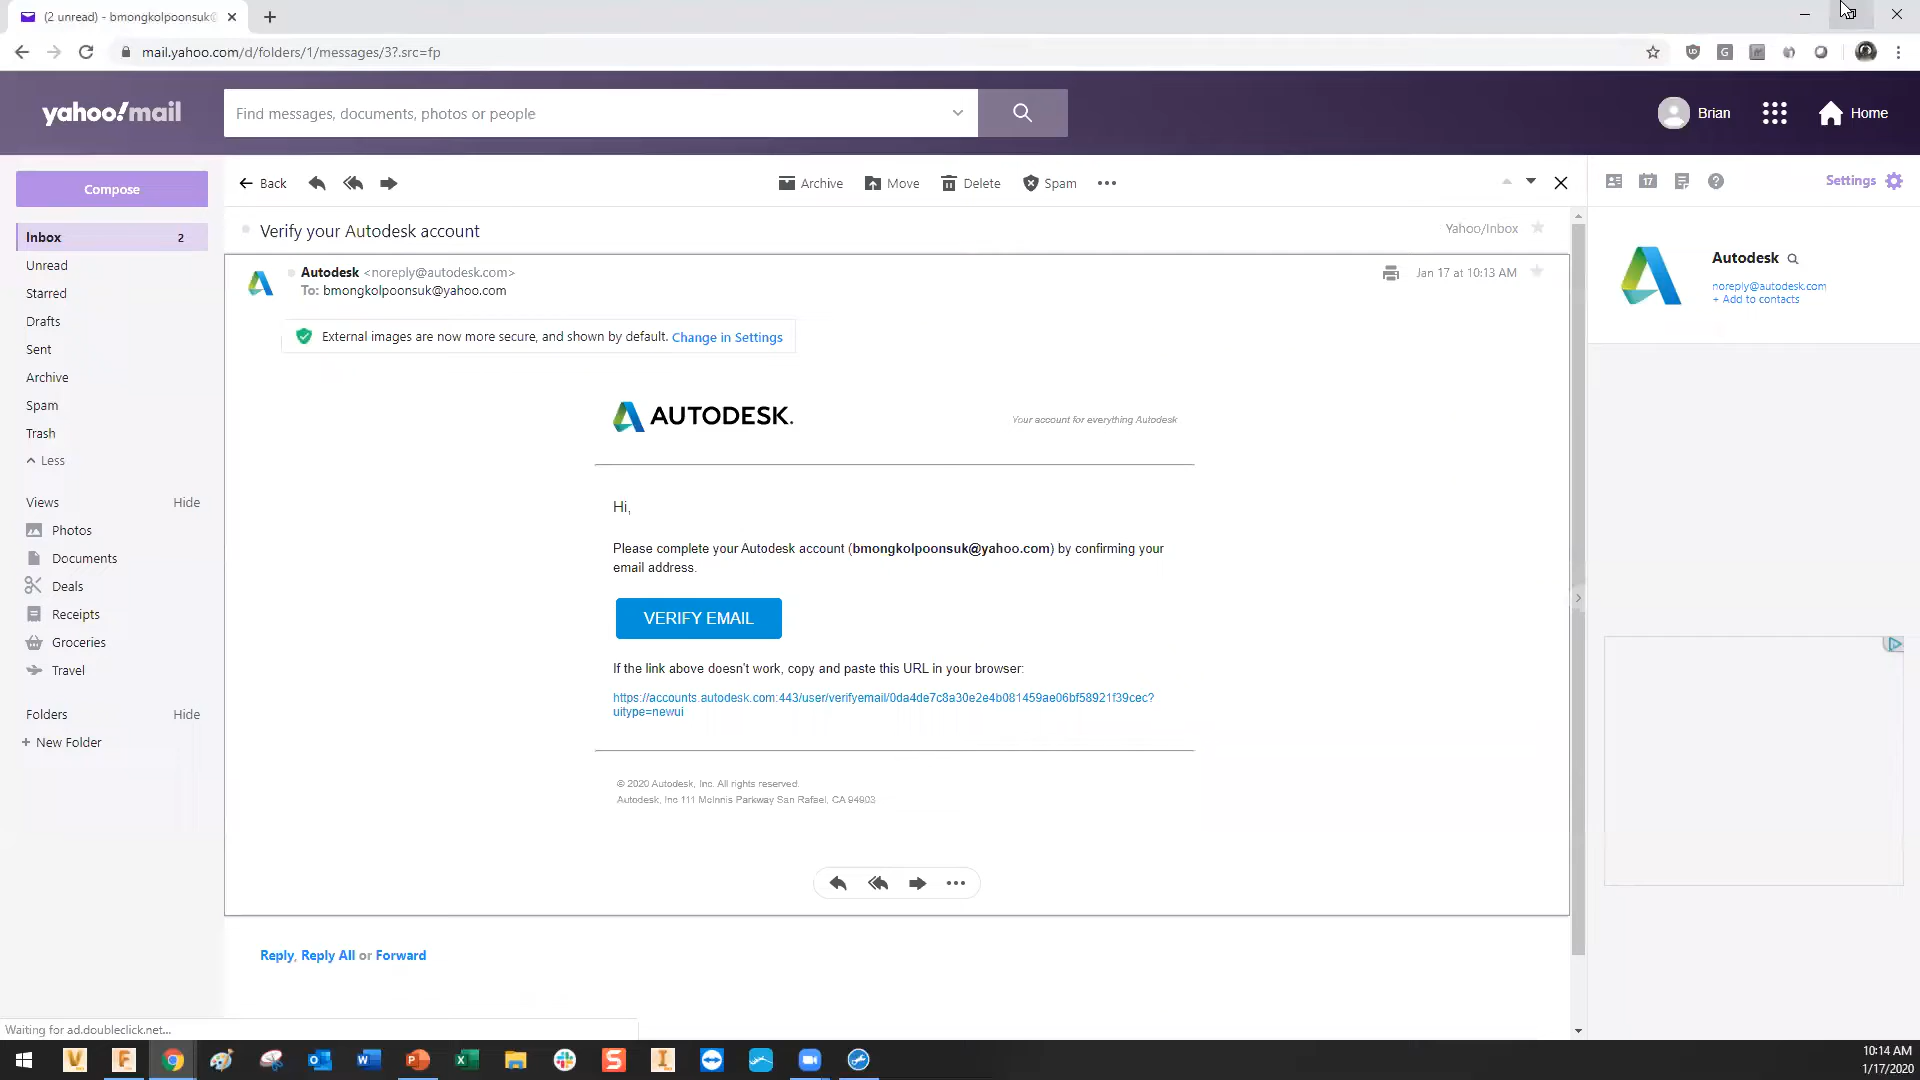 (2 unread) - bmongkolpoonsuk@
mail.yahoo.com/d/folders/1/messages/3?.src=fp
yahoo!mail
Find messages, documents, photos or people
Brian
Home
Compose
Back
Archive
Move
Delete
Spam
Settings
Inbox 2
Unread
Starred
Drafts
Sent
Archive
Spam
Trash
Less
Views Hide
Photos
Documents
Deals
Receipts
Groceries
Travel
Folders Hide
+ New Folder
Verify your Autodesk account
Yahoo/Inbox
Autodesk <noreply@autodesk.com>
Jan 17 at 10:13 AM
To: bmongkolpoonsuk@yahoo.com
External images are now more secure, and shown by default. Change in Settings
AUTODESK.
Your account for everything Autodesk
Hi,
Please complete your Autodesk account (bmongkolpoonsuk@yahoo.com) by confirming your
email address.
VERIFY EMAIL
If the link above doesn't work, copy and paste this URL in your browser:
https://accounts.autodesk.com:443/user/verifyemail/0da4de7c8a30e2e4b081459ae06bf58921f39cec?
uitype=newui
© 2020 Autodesk, Inc. All rights reserved.
Autodesk, Inc 111 McInnis Parkway San Rafael, CA 94903
Reply, Reply All or Forward
Autodesk
noreply@autodesk.com
+ Add to contacts
17
Waiting for ad.doubleclick.net...
10:14 AM
1/17/2020